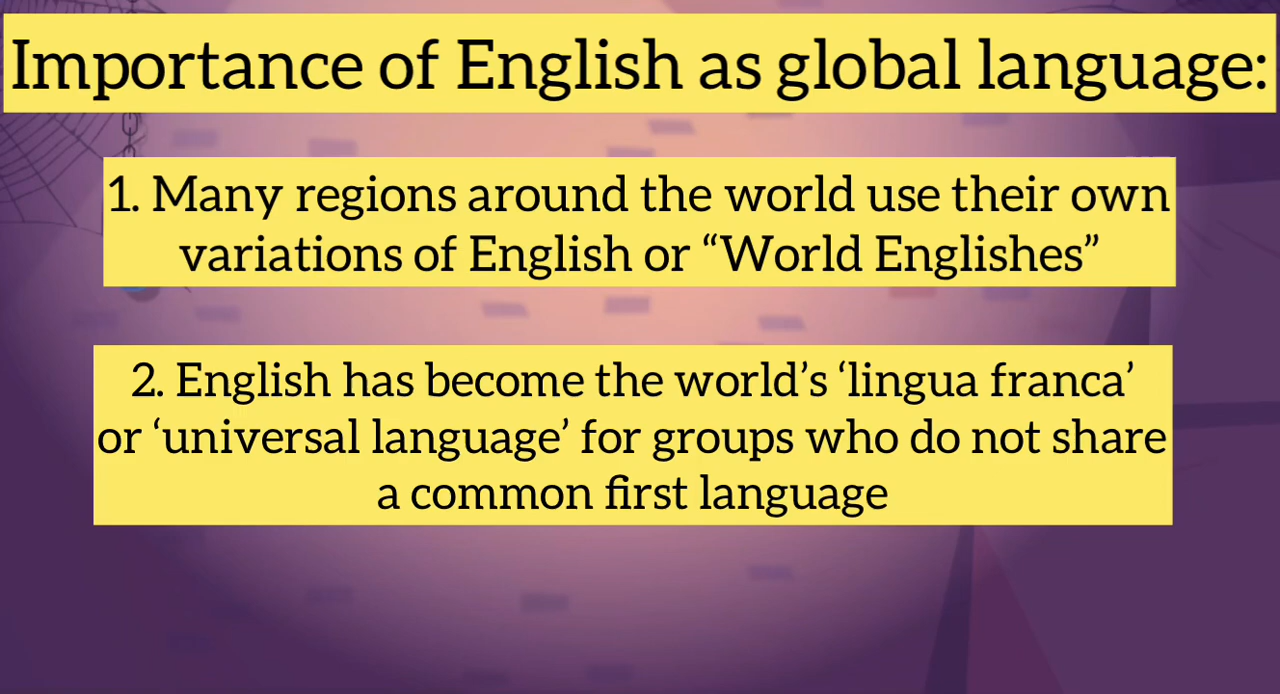 Importance of English as global language:
1. Many regions around the world use their own
variations of English or “World Englishes”
2. English has become the world’s ‘lingua franca’
or ‘universal language’ for groups who do not share
a common first language